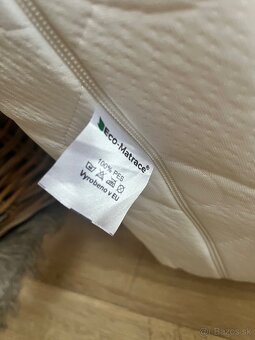 Eco-Matrace®
100% PES
Vyrobeno v EU
bazos.sk